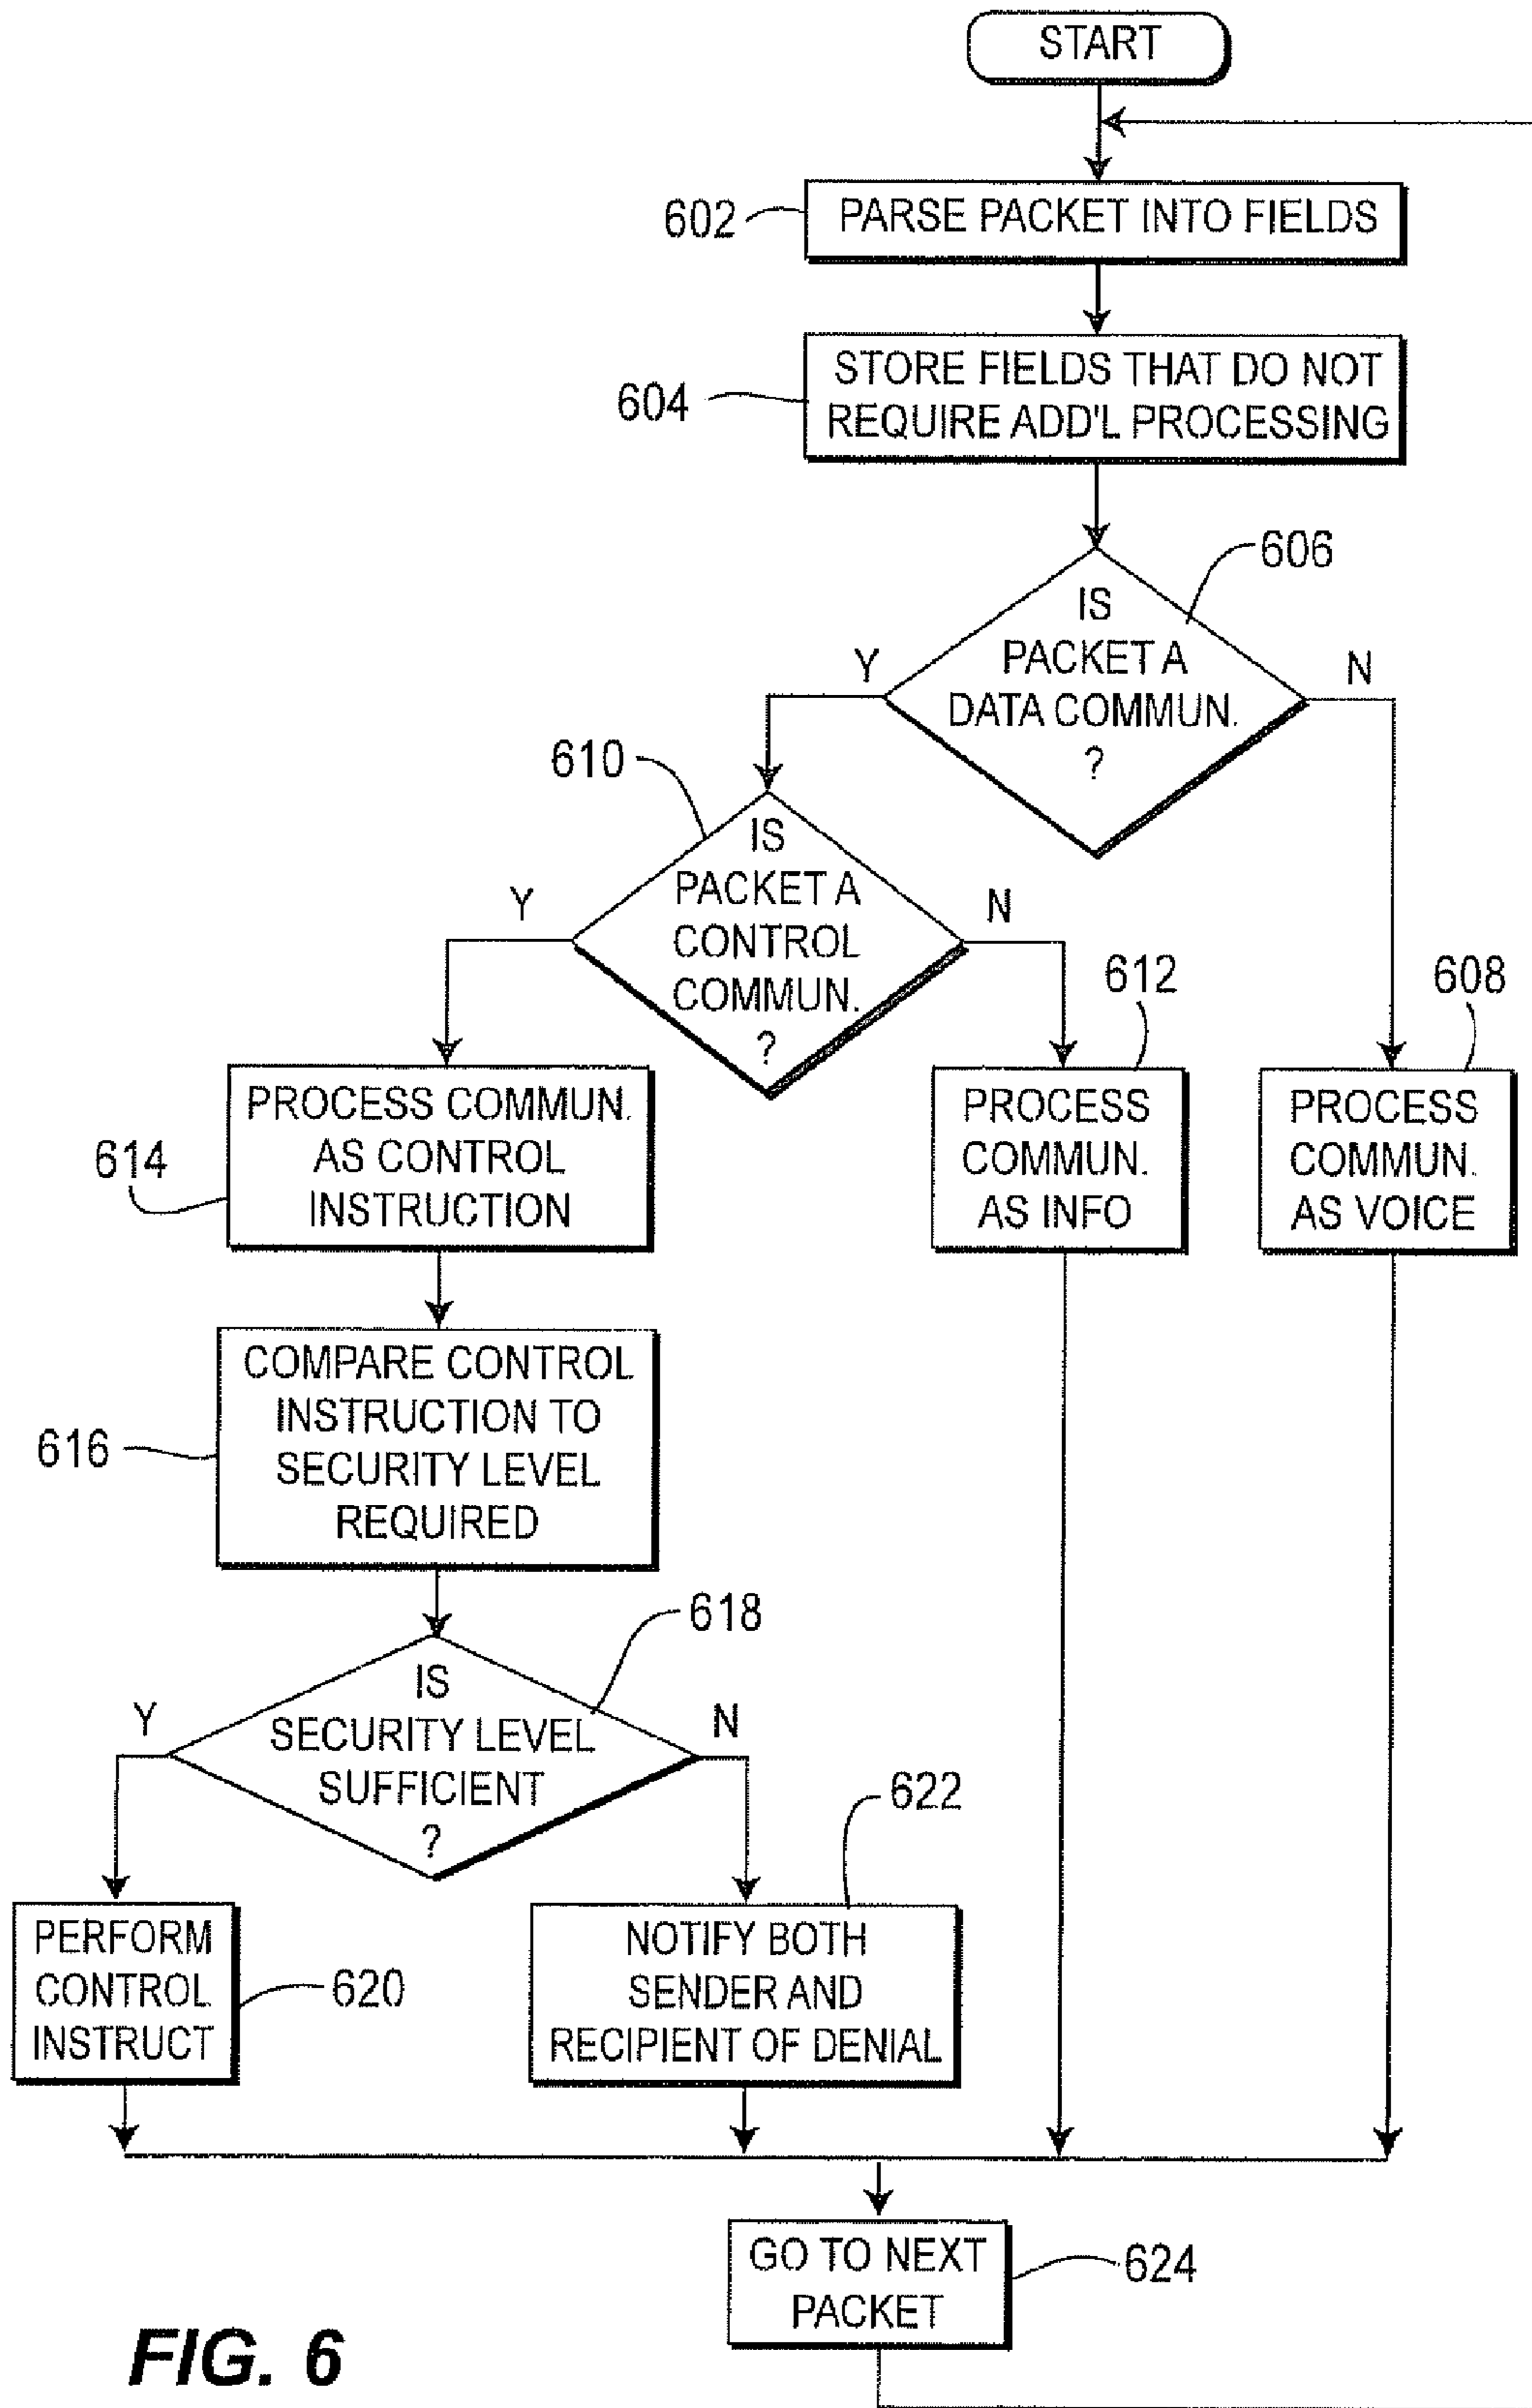 START
602
PARSE PACKET INTO FIELDS
604
STORE FIELDS THAT DO NOT
REQUIRE ADD'L PROCESSING
606
IS
PACKET A
DATA COMMUN.
?
Y
N
610
IS
PACKET A
CONTROL
COMMUN.
?
Y
N
612
608
614
PROCESS COMMUN.
AS CONTROL
INSTRUCTION
PROCESS
COMMUN.
AS INFO
PROCESS
COMMUN.
AS VOICE
616
COMPARE CONTROL
INSTRUCTION TO
SECURITY LEVEL
REQUIRED
618
IS
SECURITY LEVEL
SUFFICIENT
?
Y
N
622
PERFORM
CONTROL
INSTRUCT
620
NOTIFY BOTH
SENDER AND
RECIPIENT OF DENIAL
GO TO NEXT
PACKET
624
FIG. 6